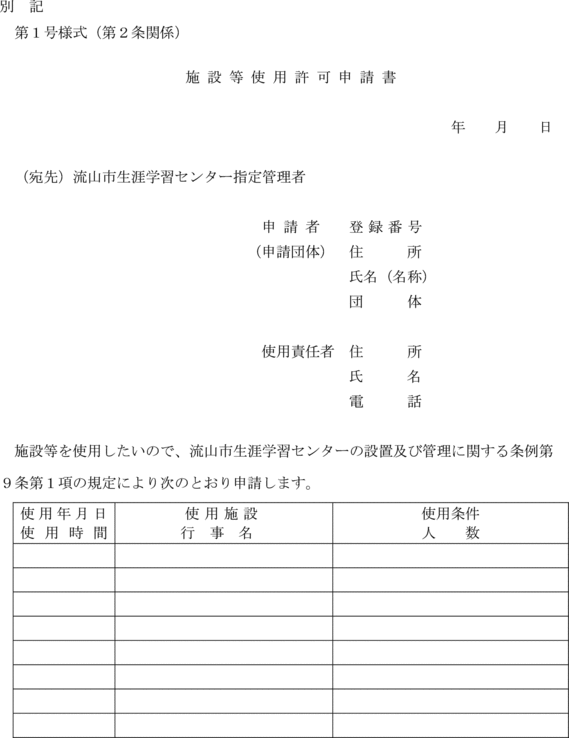 別　記
第１号様式（第２条関係）
施設等使用許可申請書
年　　月　　日
（宛先）流山市生涯学習センター指定管理者
申請者　登録番号
（申請団体）　住　　　所
氏名（名称）
団　　　体
使用責任者　住　　　所
氏　　　名
電　　　話
施設等を使用したいので、流山市生涯学習センターの設置及び管理に関する条例第
９条第１項の規定により次のとおり申請します。
使用年月日　使用施設　使用条件
使用時間　行事名　人　　数